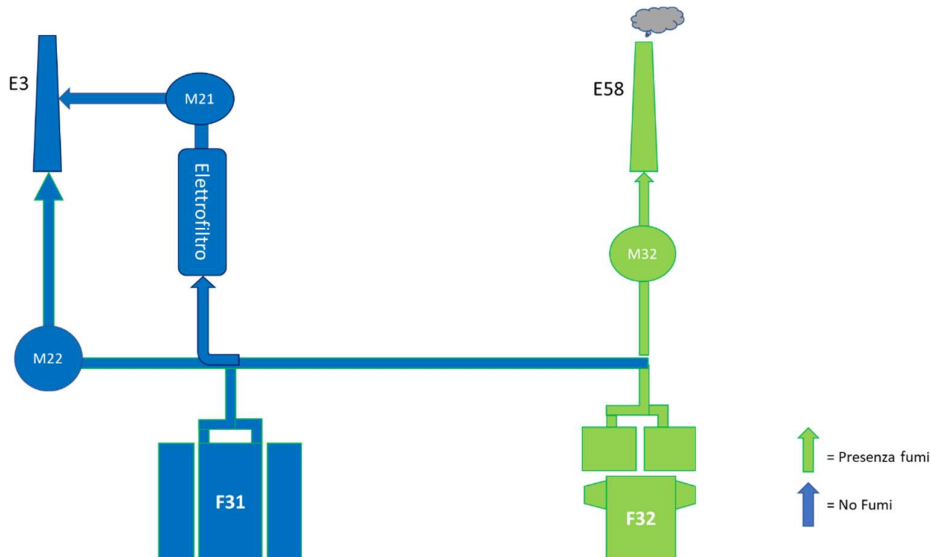 E3
M21
E58
Elettrofiltro
M32
M22
F31
F32
= Presenza fumi
= No Fumi